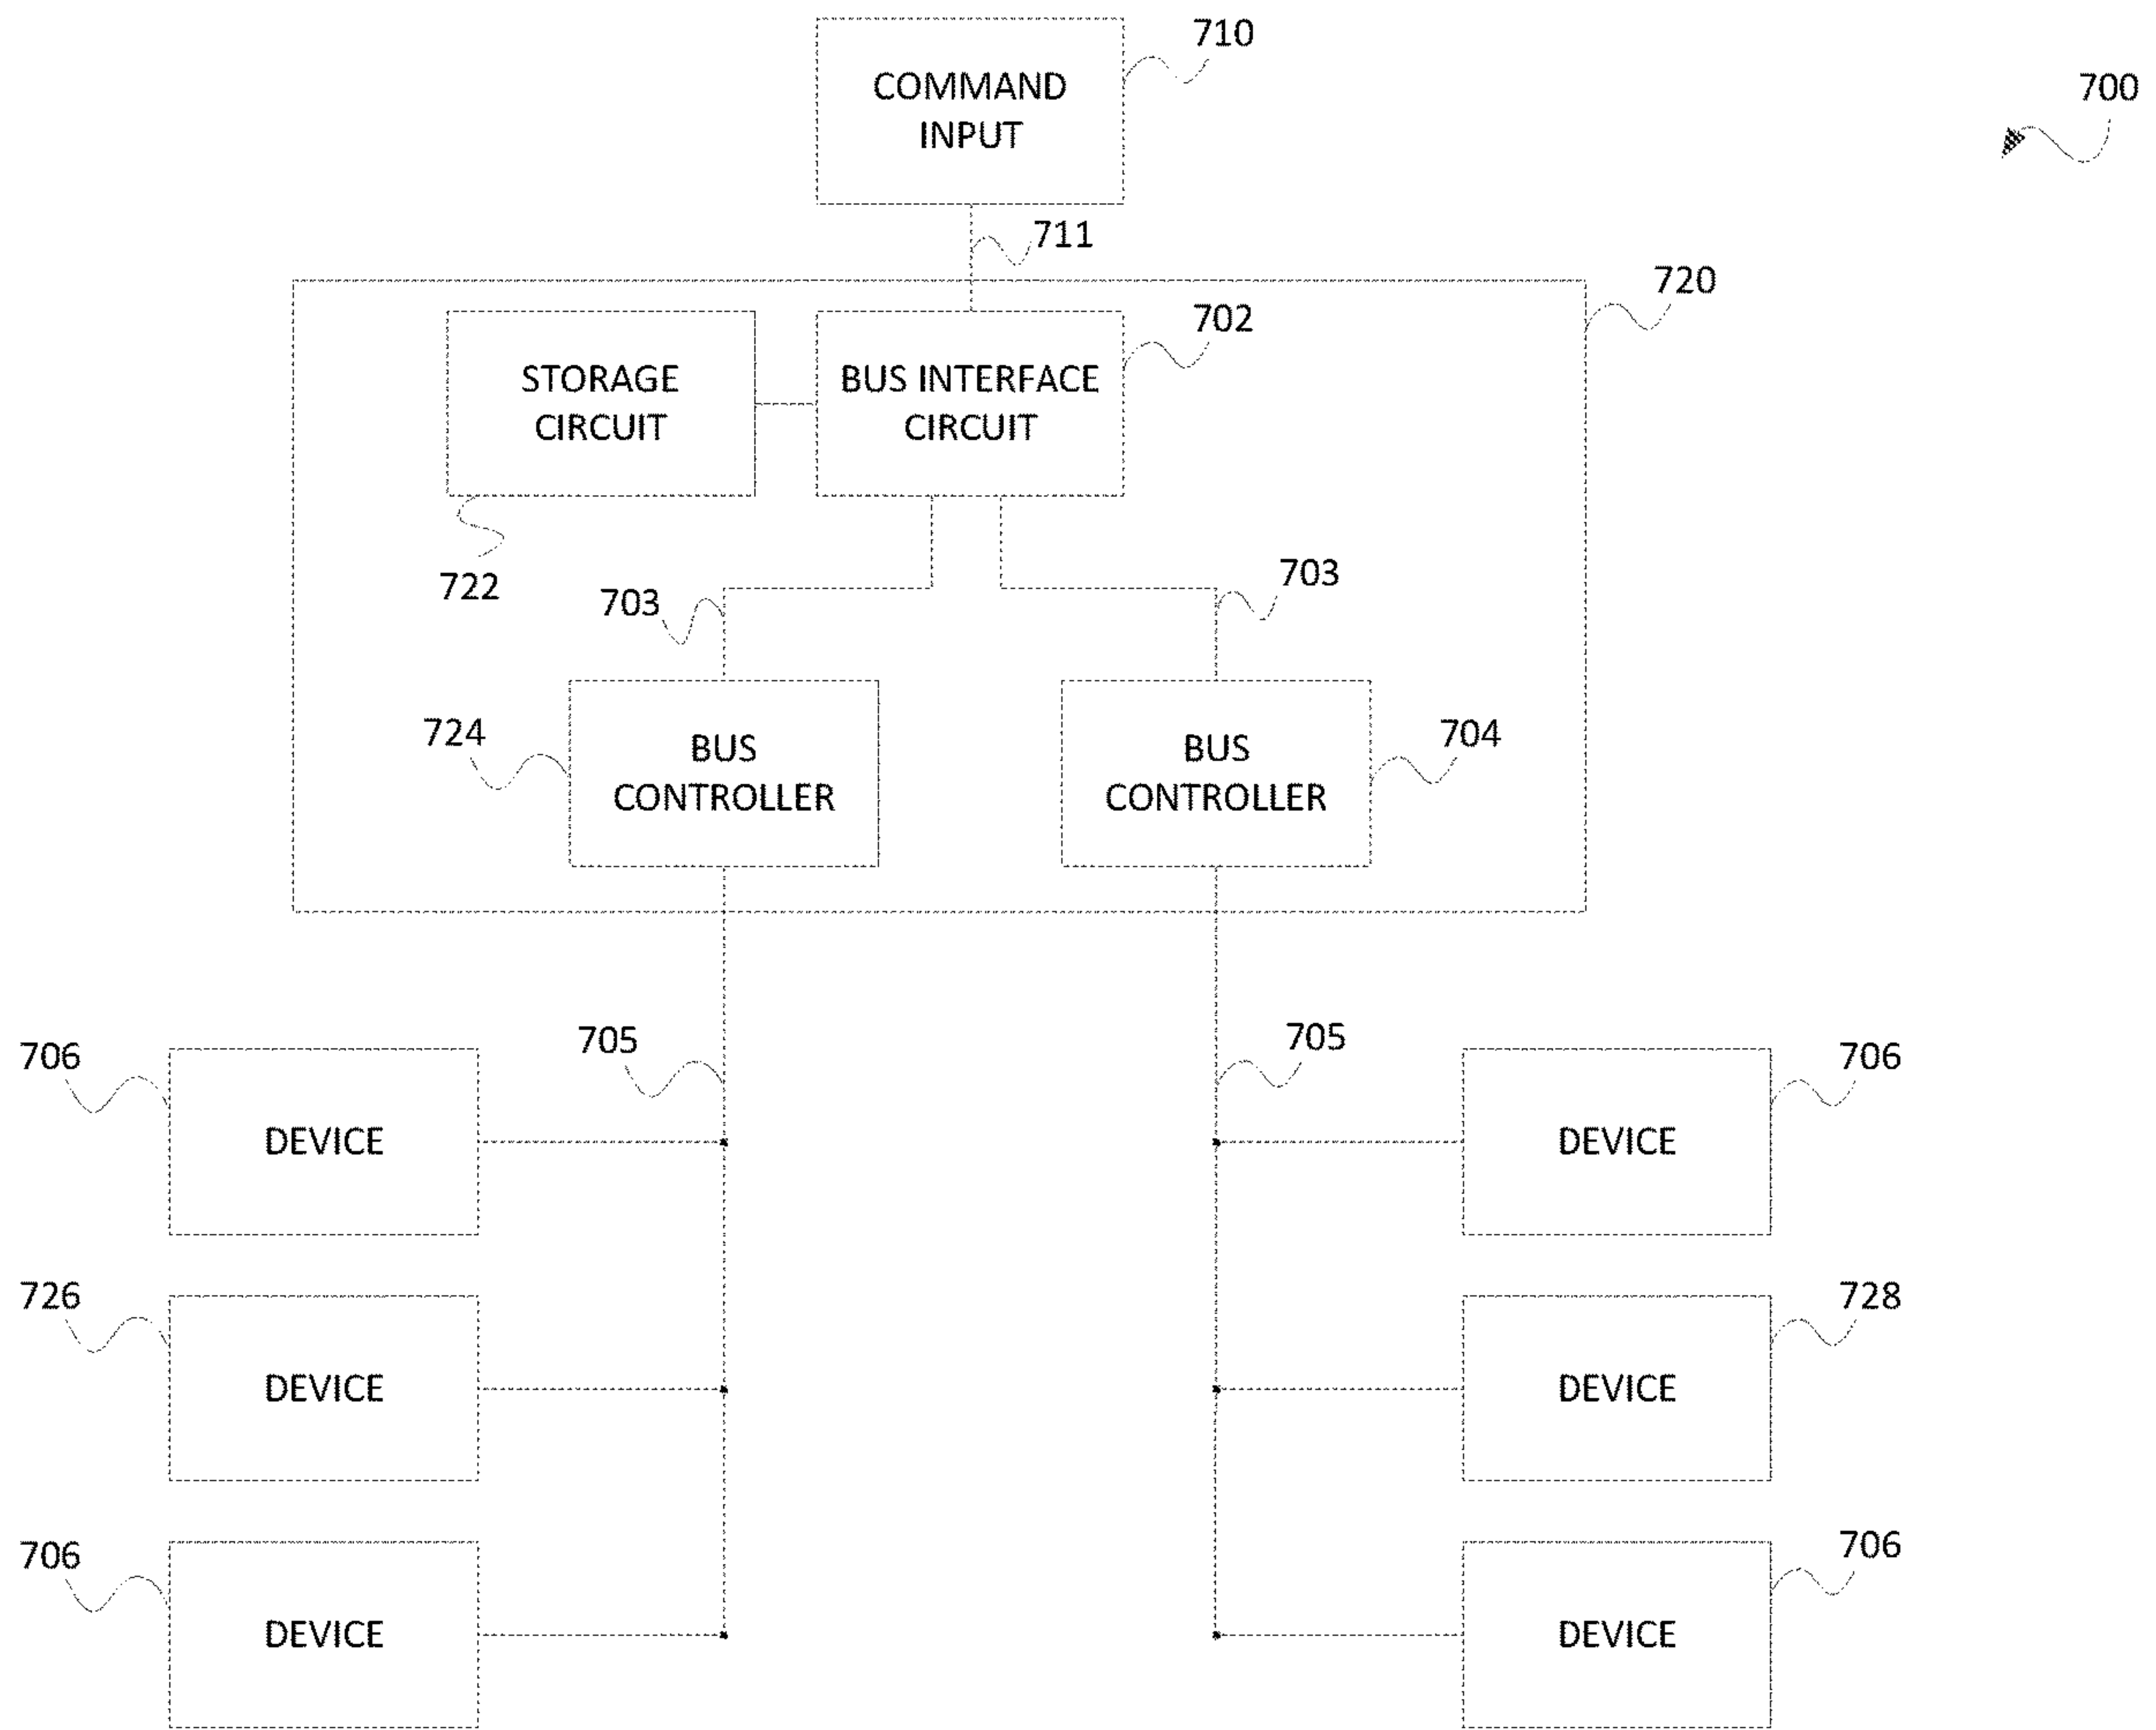 710
COMMAND
INPUT
700
711
720
702
STORAGE
CIRCUIT
BUS INTERFACE
CIRCUIT
722
703
703
724
BUS
CONTROLLER
BUS
CONTROLLER
704
705
705
706
DEVICE
DEVICE
706
726
DEVICE
DEVICE
728
706
DEVICE
DEVICE
706